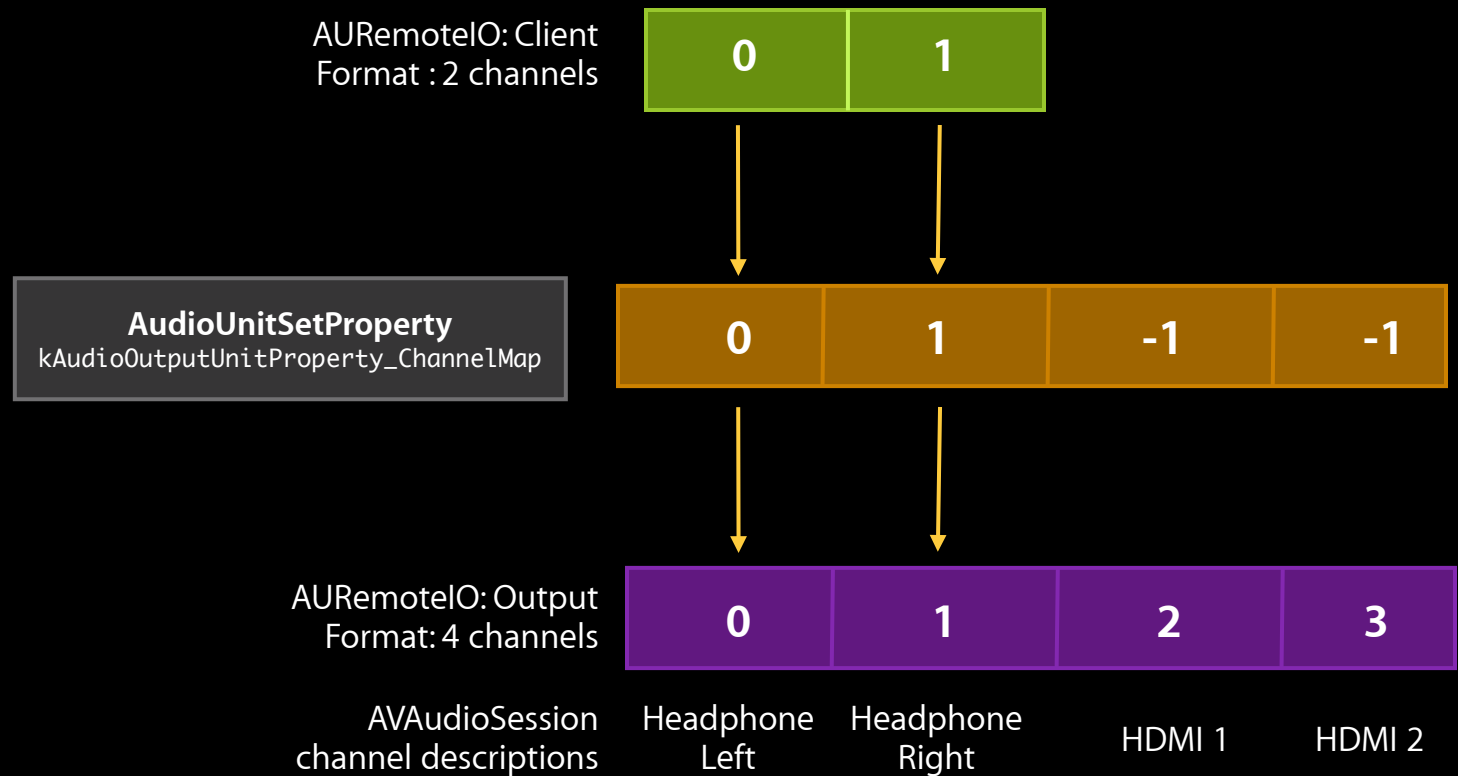 AURemoteIO: Client
Format : 2 channels
0 1
AudioUnitSetProperty
kAudioOutputUnitProperty_ChannelMap
0 1 -1 -1
AURemoteIO: Output
Format: 4 channels
0 1 2 3
AVAudioSession
channel descriptions
Headphone
Left
Headphone
Right
HDMI 1
HDMI 2